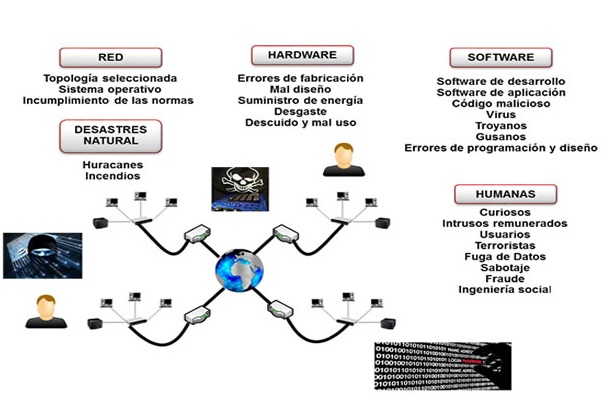 RED
Topología seleccionada
Sistema operativo
Incumplimiento de las normas
DESASTRES
NATURAL
Huracanes
Incendios
HARDWARE
Errores de fabricación
Mal diseño
Suministro de energía
Desgaste
Descuido y mal uso
SOFTWARE
Software de desarrollo
Software de aplicación
Código malicioso
Virus
Troyanos
Gusanos
Errores de programación y diseño
HUMANAS
Curiosos
Intrusos remunerados
Usuarios
Terroristas
Fuga de Datos
Sabotaje
Fraude
Ingeniería social